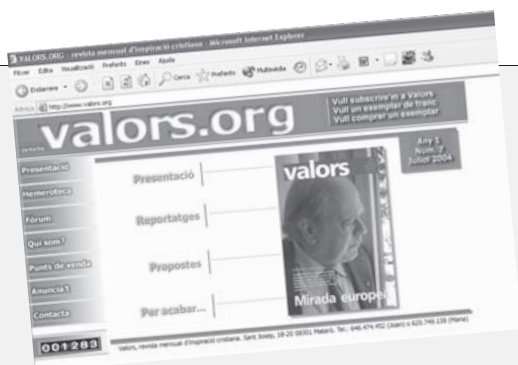 VALORS.ORG - revista mensual d'inspiració cristiana - Microsoft Internet Explorer
Fitxer Edita Visualització Preferits Eines Ajuda
Endarrere Cerca Preferits Multimèdia
Adreça http://www.valors.org
revista valors.org
Vull subscriure'm a Valors
Vull un exemplar de franc
Vull comprar un exemplar
Any 1
Núm. 7
Juliol 2004
Presentació
Hemeroteca
Fòrum
Qui som?
Punts de venda
Anuncia't
Contacta
Presentació
Reportatges
Propostes
Per acabar...
valors
Mirada europea
001283
Valors, revista mensual d'inspiració cristiana. Sant Josep, 18-20 08301 Mataró. Tel.: 646.474.452 (Joan) o 620.749.138 (Maria)